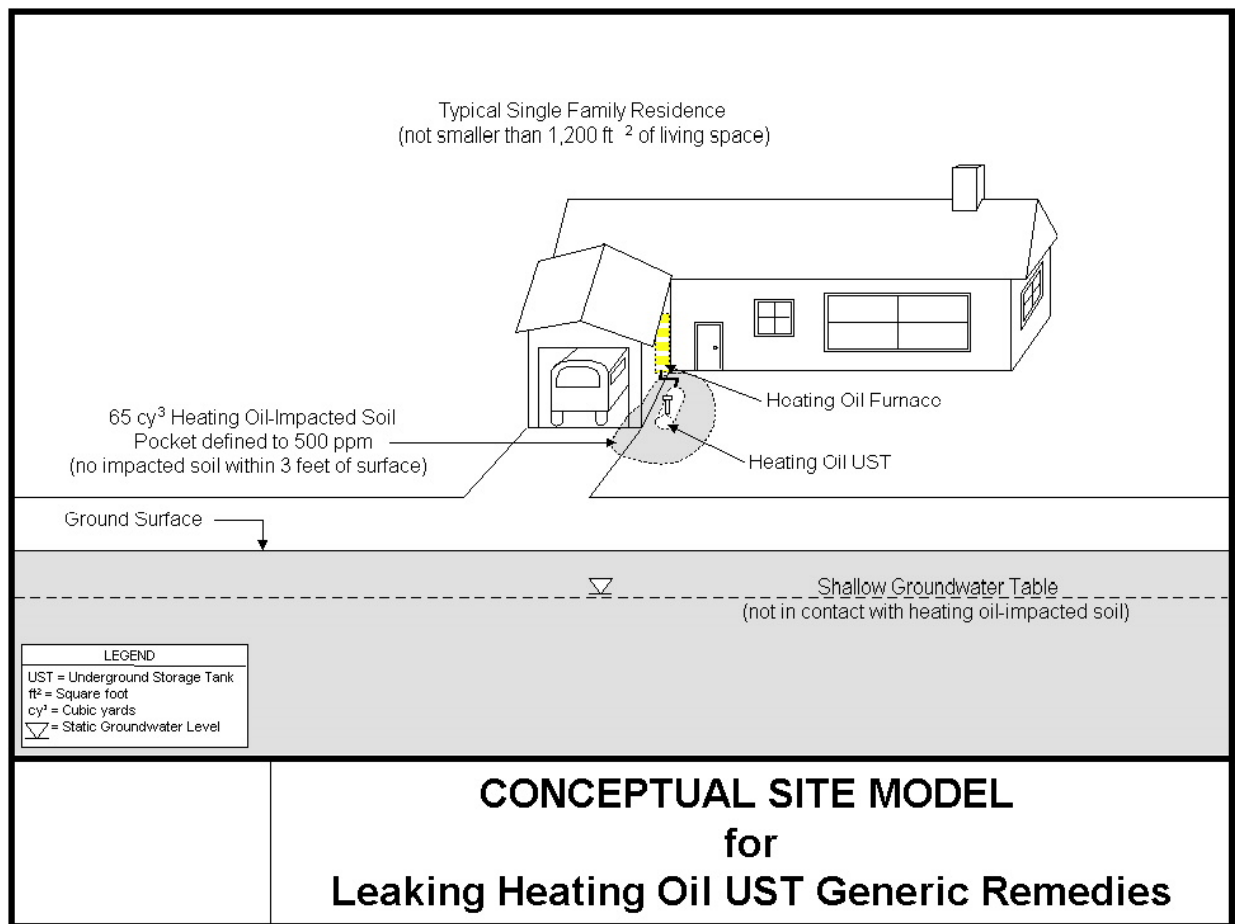 Typical Single Family Residence
(not smaller than 1,200 ft ² of living space)
65 cy³ Heating Oil-Impacted Soil
Pocket defined to 500 ppm
(no impacted soil within 3 feet of surface)
Heating Oil Furnace
Heating Oil UST
Ground Surface
Shallow Groundwater Table
(not in contact with heating oil-impacted soil)
LEGEND
UST = Underground Storage Tank
ft² = Square foot
cy³ = Cubic yards
= Static Groundwater Level
CONCEPTUAL SITE MODEL
for
Leaking Heating Oil UST Generic Remedies